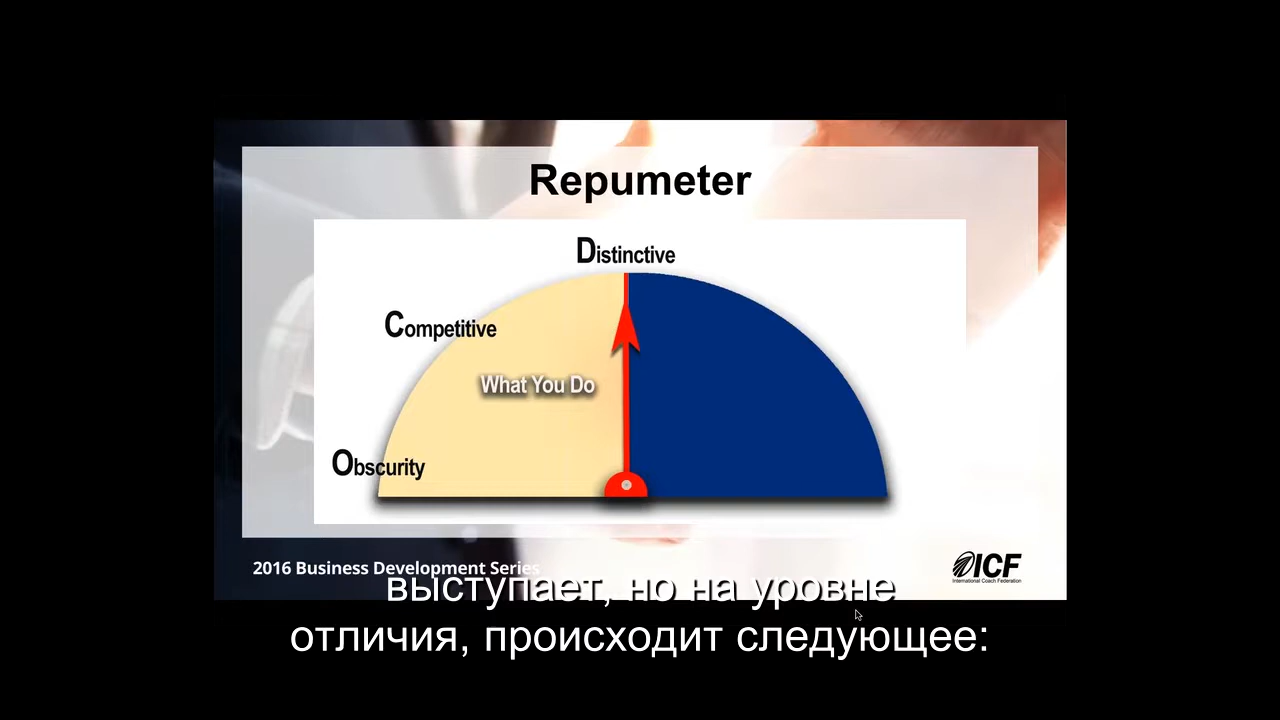 Repumeter
Distinctive
Competitive
What You Do
Obscurity
2016 Business Development Series
ICF
International Coach Federation
выступает, но на уровне
отличия, происходит следующее: